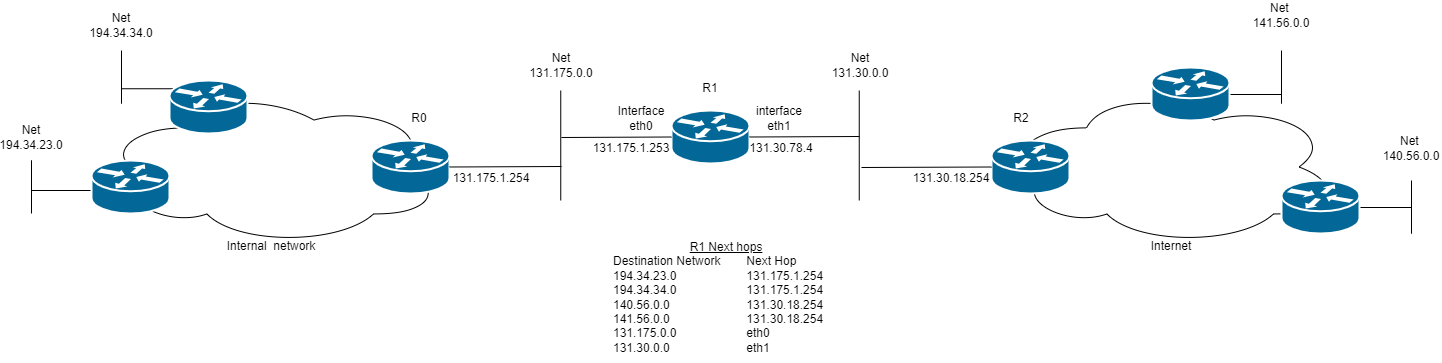 Net
194.34.34.0
Net
194.34.23.0
R0
131.175.1.254
Internal network
Net
131.175.0.0
Interface
eth0
131.175.1.253
R1
interface
eth1
131.30.78.4
Net
131.30.0.0
R2
131.30.18.254
Net
141.56.0.0
Net
140.56.0.0
Internet
R1 Next hops
Destination Network Next Hop
194.34.23.0 131.175.1.254
194.34.34.0 131.175.1.254
140.56.0.0 131.30.18.254
141.56.0.0 131.30.18.254
131.175.0.0 eth0
131.30.0.0 eth1